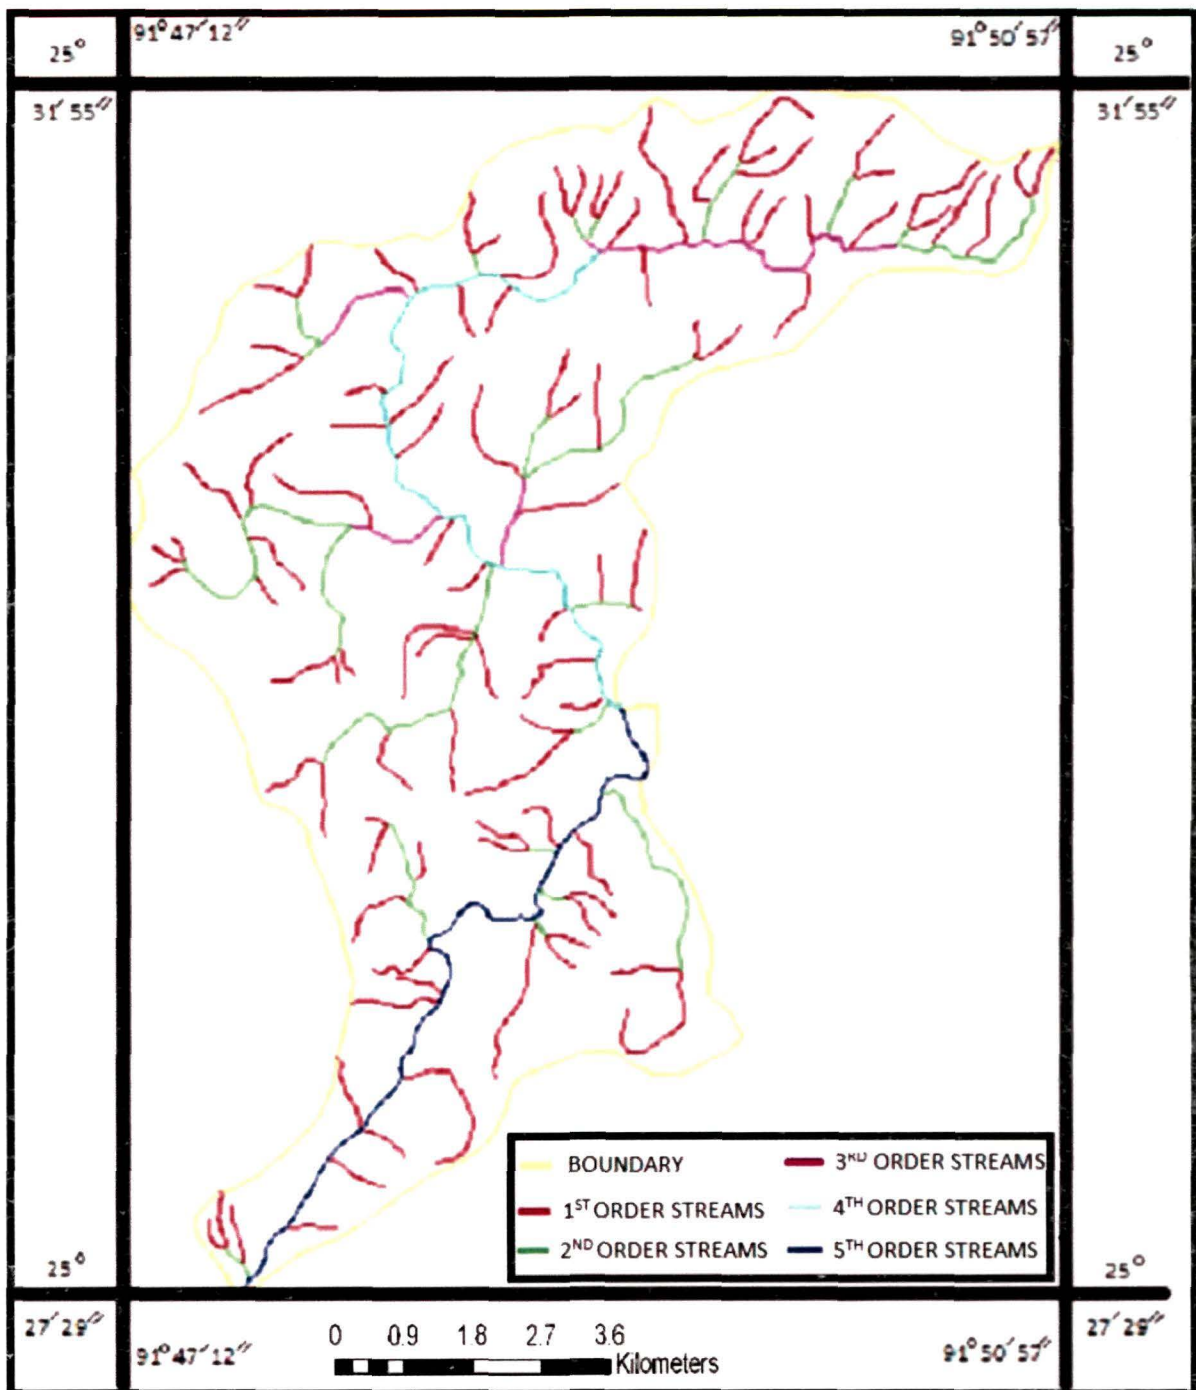 91°47′12″ 91°50′57″
25° 25°
31′55″ 31′55″
BOUNDARY 3RD ORDER STREAMS
1ST ORDER STREAMS 4TH ORDER STREAMS
2ND ORDER STREAMS 5TH ORDER STREAMS
25° 25°
27′29″ 27′29″
0 0.9 1.8 2.7 3.6
Kilometers
91°47′12″ 91°50′57″